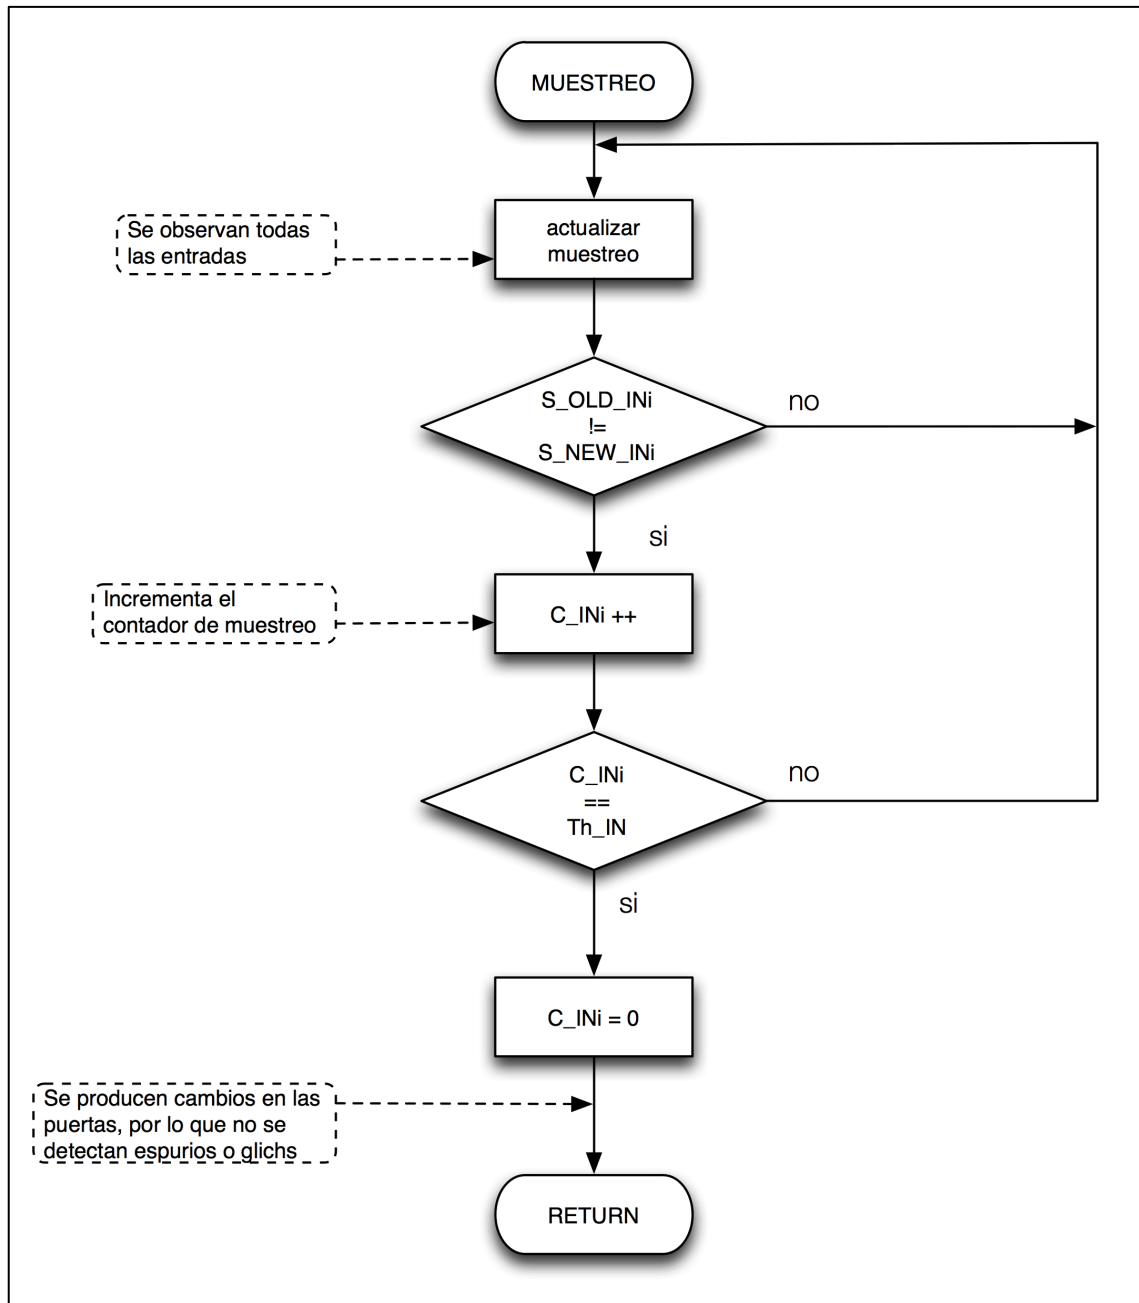 MUESTREO
Se observan todas
las entradas
actualizar
muestreo
S_OLD_INi
!=
S_NEW_INi
no
si
Incrementa el
contador de muestreo
C_INi ++
C_INi
==
Th_IN
no
si
C_INi = 0
Se producen cambios en las
puertas, por lo que no se
detectan espurios o glichs
RETURN